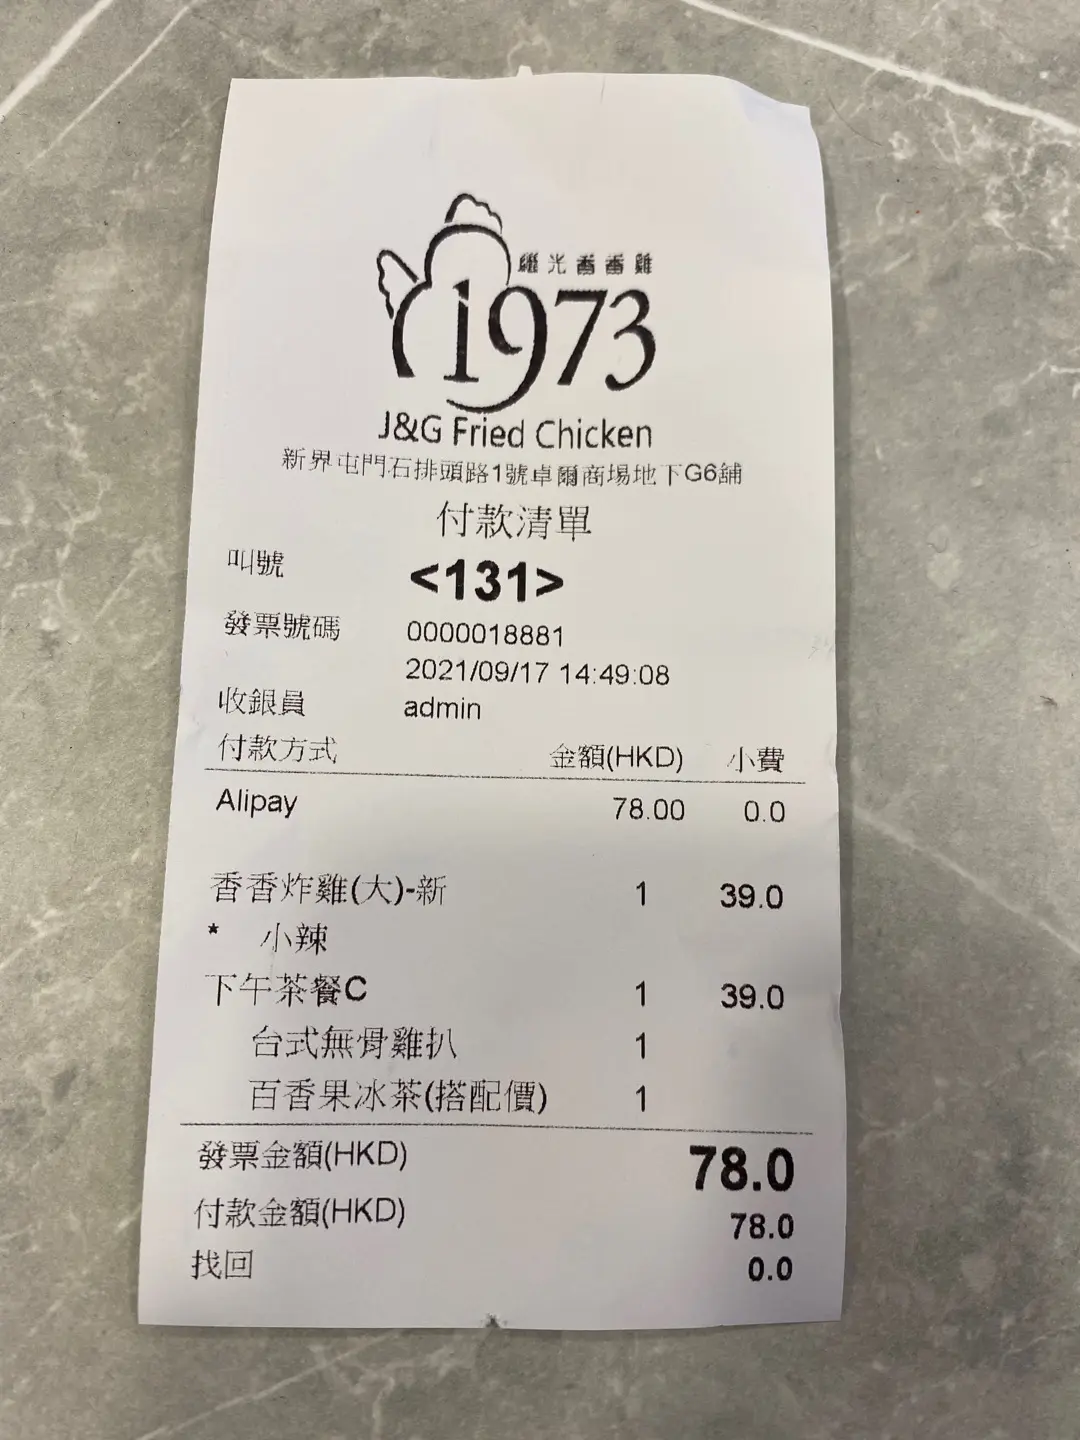 繼光香香雞
1973
J&G Fried Chicken
新界屯門石排頭路1號卓爾商場地下G6舖
付款清單
叫號 <131>
發票號碼 0000018881
2021/09/17 14:49:08
收銀員 admin
付款方式 金額(HKD) 小費
Alipay 78.00 0.0
香香炸雞(大)-新 1 39.0
* 小辣
下午茶餐C 1 39.0
台式無骨雞扒 1
百香果冰茶(搭配價) 1
發票金額(HKD) 78.0
付款金額(HKD) 78.0
找回 0.0